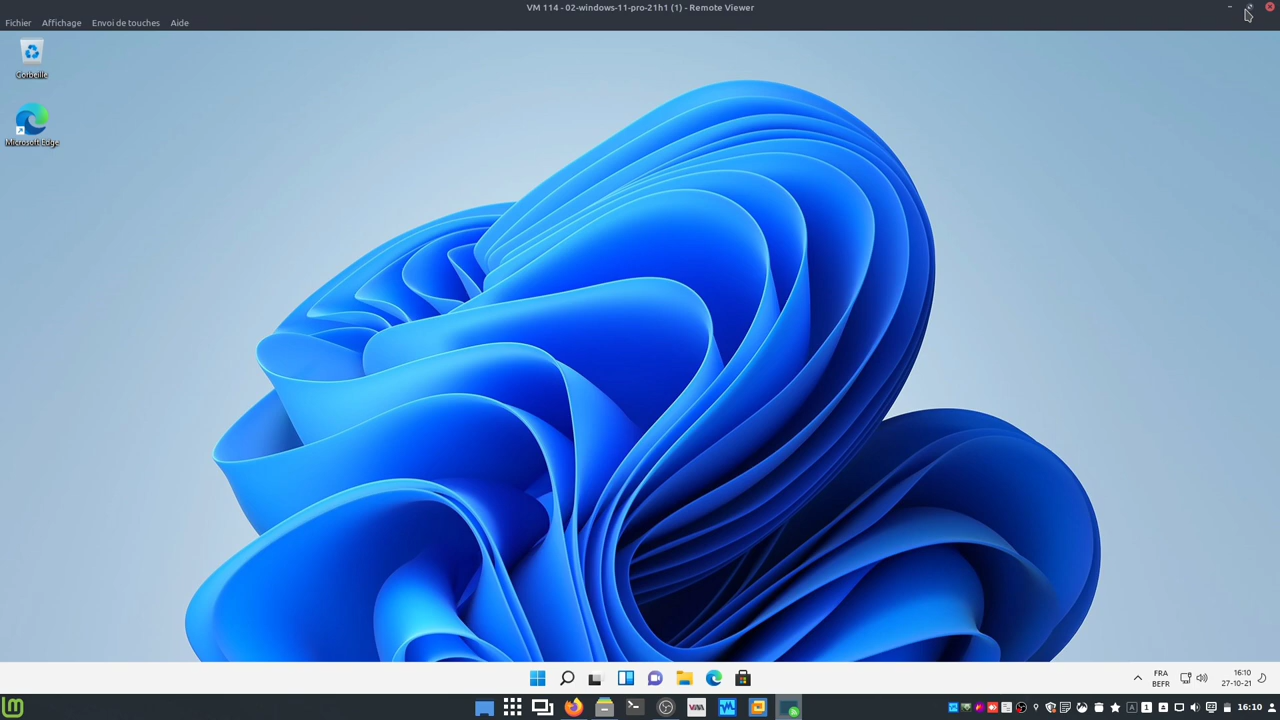 VM 114 - 02-windows-11-pro-21h1 (1) - Remote Viewer
Fichier Affichage Envoi de touches Aide
Corbeille
Microsoft Edge
FRA
BEFR
16:10
27-10-21
16:10